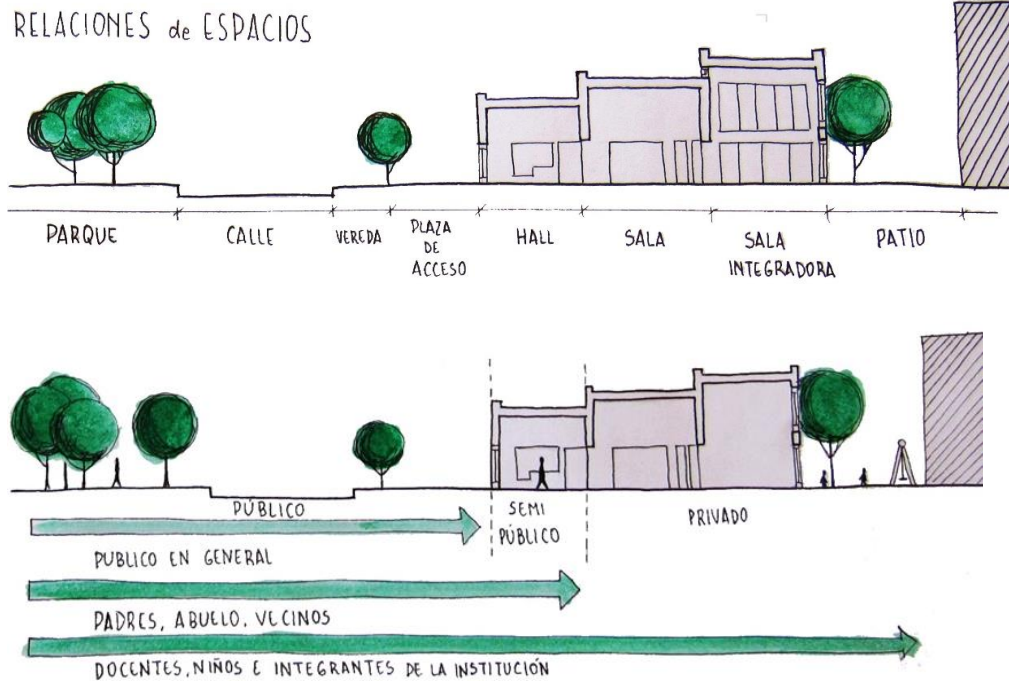 RELACIONES de ESPACIOS
PARQUE
CALLE
VEREDA
PLAZA
DE
ACCESO
HALL
SALA
SALA
INTEGRADORA
PATIO
PÚBLICO
SEMI
PÚBLICO
PRIVADO
PUBLICO EN GENERAL
PADRES, ABUELO, VECINOS
DOCENTES, NIÑOS E INTEGRANTES DE LA INSTITUCIÓN